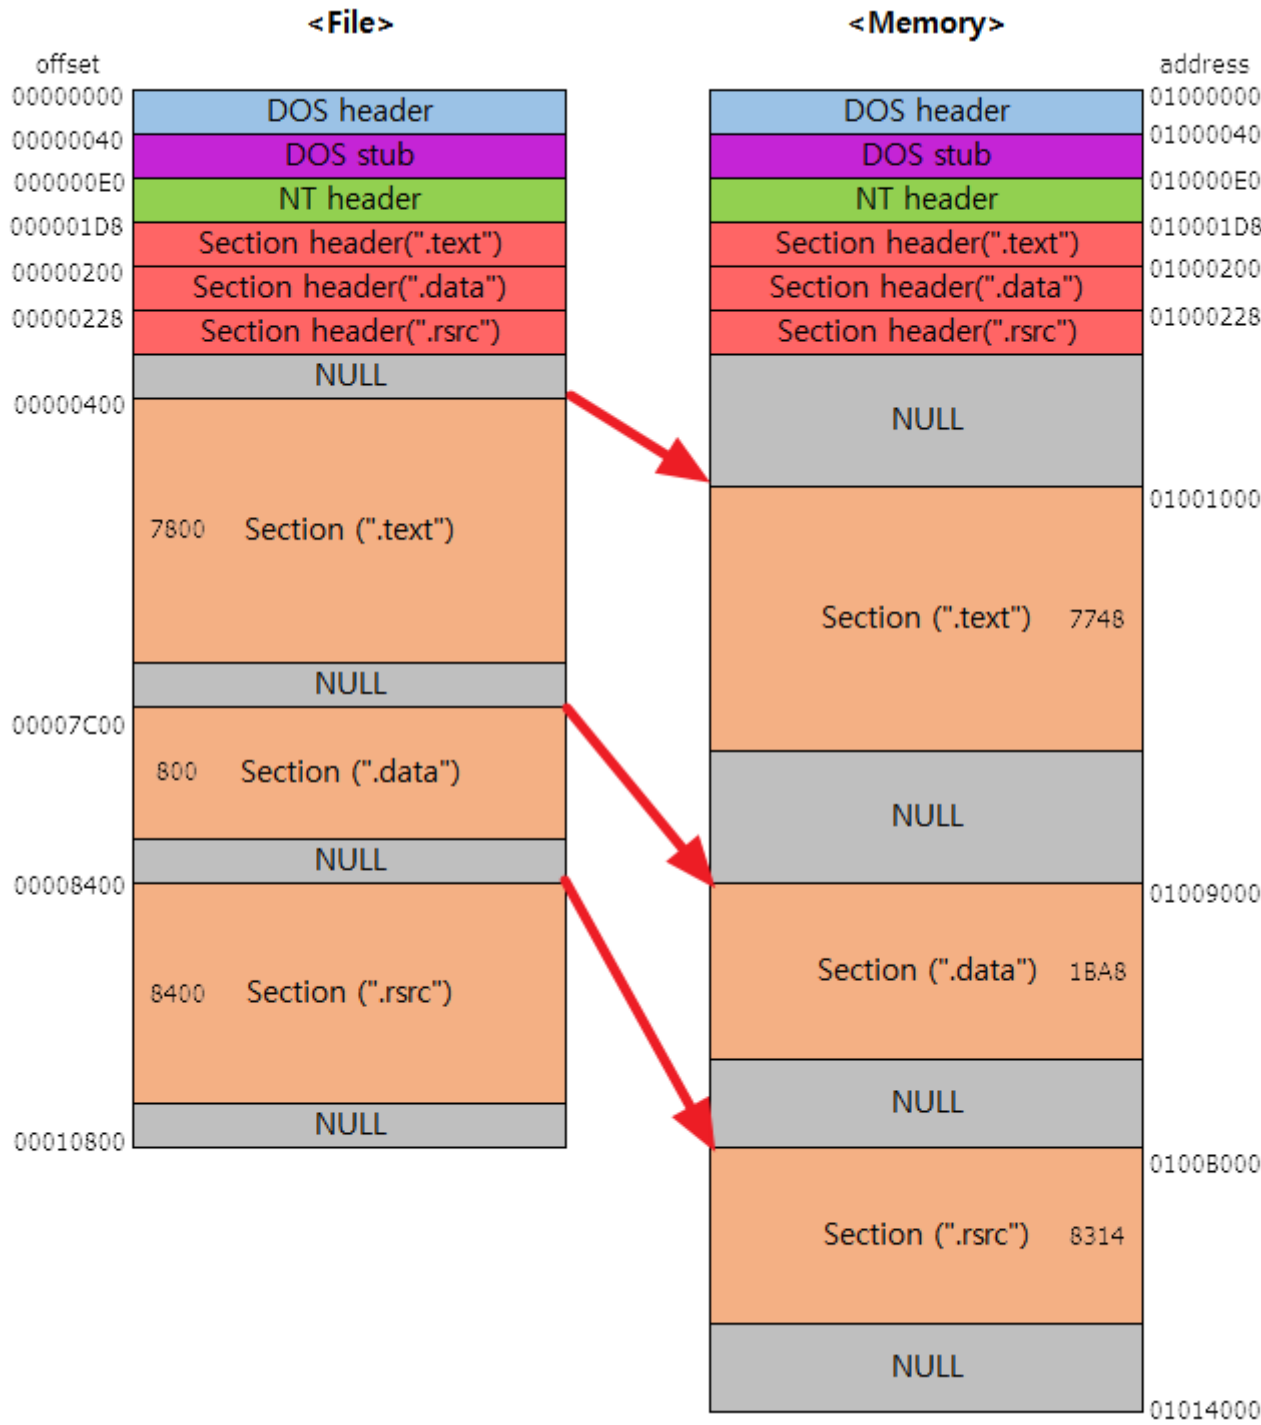 <File>
<Memory>
offset
address
00000000
DOS header
DOS header
01000000
00000040
DOS stub
DOS stub
01000040
000000E0
NT header
NT header
010000E0
000001D8
Section header(".text")
Section header(".text")
010001D8
00000200
Section header(".data")
Section header(".data")
01000200
00000228
Section header(".rsrc")
Section header(".rsrc")
01000228
NULL
00000400
NULL
01001000
7800 Section (".text")
Section (".text") 7748
NULL
00007C00
800 Section (".data")
NULL
NULL
00008400
01009000
8400 Section (".rsrc")
Section (".data") 1BA8
NULL
NULL
00010800
0100B000
Section (".rsrc") 8314
NULL
01014000